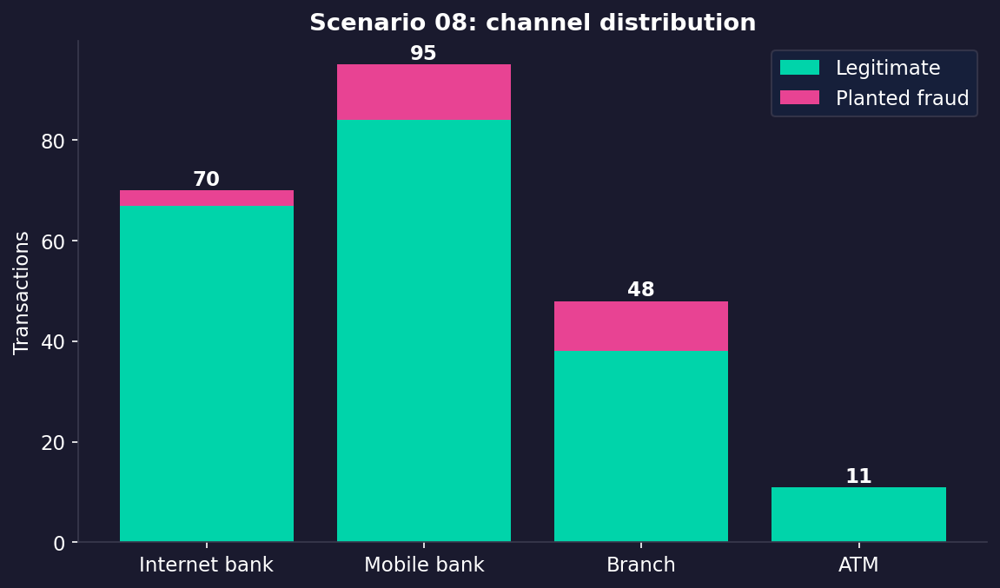 Scenario 08: channel distribution
Legitimate
Planted fraud
Transactions
80
60
40
20
0
70
95
48
11
Internet bank
Mobile bank
Branch
ATM